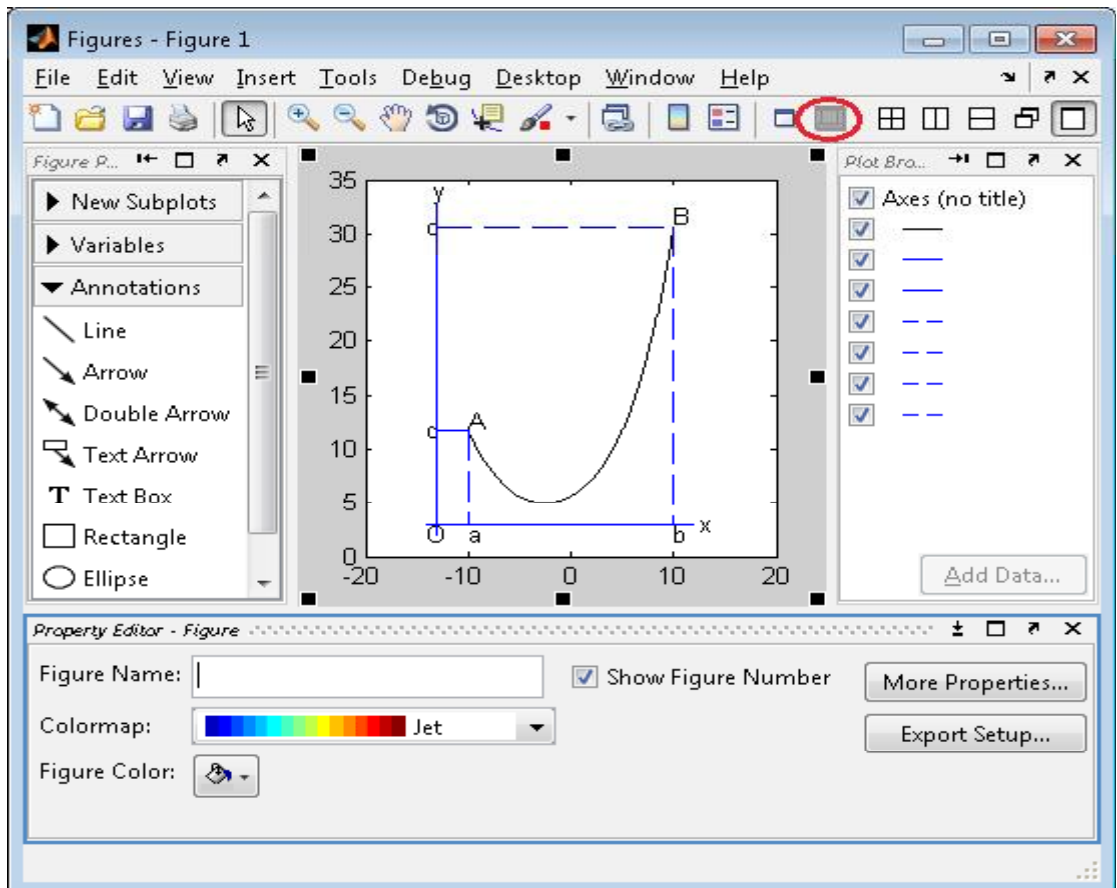 Figures - Figure 1
File Edit View Insert Tools Debug Desktop Window Help
Figure P...
New Subplots
Variables
Annotations
Line
Arrow
Double Arrow
Text Arrow
T Text Box
Rectangle
Ellipse
35
30
25
20
15
10
5
0
-20 -10 0 10 20
y
B
A
c
O a b x
Plot Bro...
Axes (no title)
Add Data...
Property Editor - Figure
Figure Name:
Show Figure Number
More Properties...
Colormap:
Jet
Export Setup...
Figure Color: